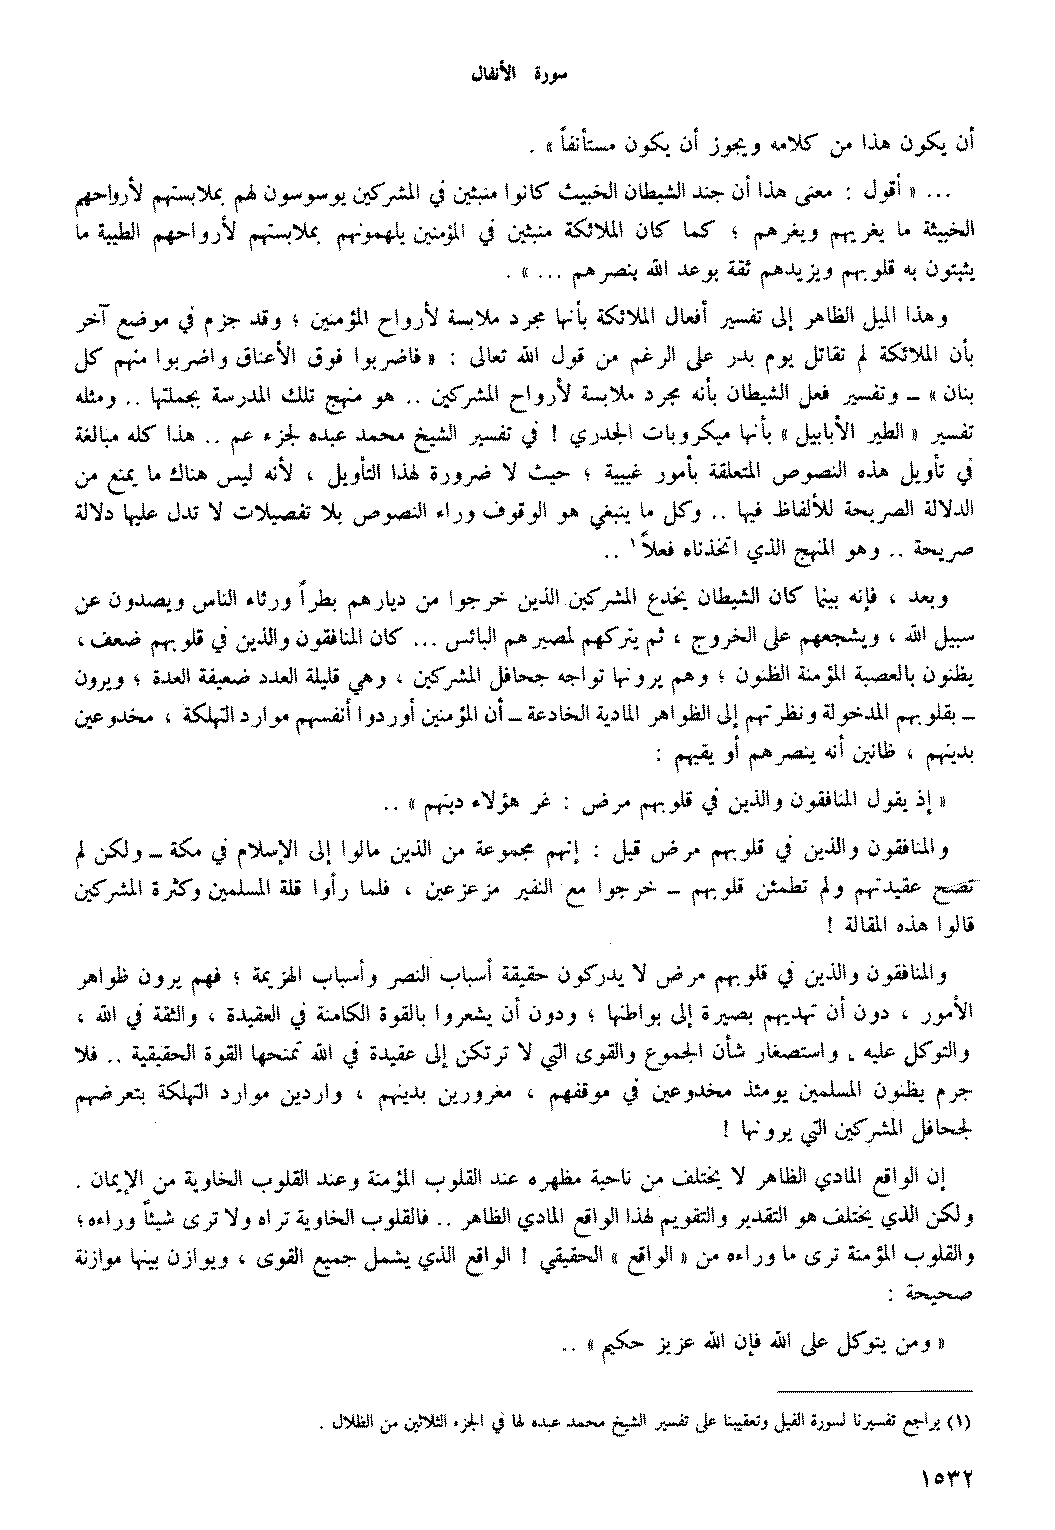 سورة الأنفال
أن يكون هذا من كلامه ويجوز أن يكون مستأنفاً » .
... « أقول : معنى هذا أن جند الشيطان الخبيث كانوا منبثين في المشركين يوسوسون لهم بملابستهم لأرواحهم
الخبيثة ما يغريهم ويغرهم ؛ كما كان الملائكة منبثين في المؤمنين يلهمونهم بملابستهم لأرواحهم الطيبة ما
يثبتون به قلوبهم ويزيدهم ثقة بوعد الله بنصرهم ... » .
وهذا الميل الظاهر إلى تفسير أفعال الملائكة بأنها مجرد ملابسة لأرواح المؤمنين ؛ وقد جزم في موضع آخر
بأن الملائكة لم تقاتل يوم بدر على الرغم من قول الله تعالى : « فاضربوا فوق الأعناق واضربوا منهم كل
بنان » ــ وتفسير فعل الشيطان بأنه مجرد ملابسة لأرواح المشركين .. هو منهج تلك المدرسة بجملتها .. ومثله
تفسير « الطير الأبابيل » بأنها ميكروبات الجدري ! في تفسير الشيخ محمد عبده لجزء عم .. هذا كله مبالغة
في تأويل هذه النصوص المتعلقة بأمور غيبية ؛ حيث لا ضرورة لهذا التأويل ، لأنه ليس هناك ما يمنع من
الدلالة الصريحة للألفاظ فيها .. وكل ما ينبغي هو الوقوف وراء النصوص بلا تفصيلات لا تدل عليها دلالة
صريحة .. وهو المنهج الذي اتخذناه فعلاً ١ ..
وبعد ، فإنه بينما كان الشيطان يخدع المشركين الذين خرجوا من ديارهم بطراً ورئاء الناس ويصدون عن
سبيل الله ، ويشجعهم على الخروج ، ثم يتركهم لمصيرهم البائس ... كان المنافقون والذين في قلوبهم ضعف ،
يظنون بالعصبة المؤمنة الظنون ؛ وهم يرونها تواجه جحافل المشركين ، وهي قليلة العدد ضعيفة العدة ؛ ويرون
ــ بقلوبهم المدخولة ونظرتهم إلى الظواهر المادية الخادعة ــ أن المؤمنين أوردوا أنفسهم موارد التهلكة ، مخدوعين
بدينهم ، ظانين أنه ينصرهم أو يقيهم :
« إذ يقول المنافقون والذين في قلوبهم مرض : غر هؤلاء دينهم » ..
والمنافقون والذين في قلوبهم مرض قيل : إنهم مجموعة من الذين مالوا إلى الإسلام في مكة ــ ولكن لم
تصح عقيدتهم ولم تطمئن قلوبهم ــ خرجوا مع النفير مزعزعين ، فلما رأوا قلة المسلمين وكثرة المشركين
قالوا هذه المقالة !
والمنافقون والذين في قلوبهم مرض لا يدركون حقيقة أسباب النصر وأسباب الهزيمة ؛ فهم يرون ظواهر
الأمور ، دون أن تهديهم بصيرة إلى بواطنها ؛ ودون أن يشعروا بالقوة الكامنة في العقيدة ، والثقة في الله ،
والتوكل عليه ، واستصغار شأن الجموع والقوى التي لا ترتكن إلى عقيدة في الله تمنحها القوة الحقيقية .. فلا
جرم يظنون المسلمين يومئذ مخدوعين في موقفهم ، مغرورين بدينهم ، واردين موارد التهلكة بتعرضهم
لجحافل المشركين التي يرونها !
إن الواقع المادي الظاهر لا يختلف من ناحية مظهره عند القلوب المؤمنة وعند القلوب الخاوية من الإيمان .
ولكن الذي يختلف هو التقدير والتقويم لهذا الواقع المادي الظاهر .. فالقلوب الخاوية تراه ولا ترى شيئاً وراءه؛
والقلوب المؤمنة ترى ما وراءه من « الواقع » الحقيقي ! الواقع الذي يشمل جميع القوى ، ويوازن بينها موازنة
صحيحة :
« ومن يتوكل على الله فإن الله عزيز حكيم » ..
(١) يراجع تفسيرنا لسورة الفيل وتعقيبنا على تفسير الشيخ محمد عبده لها في الجزء الثلاثين من الظلال .
١٥٣٢